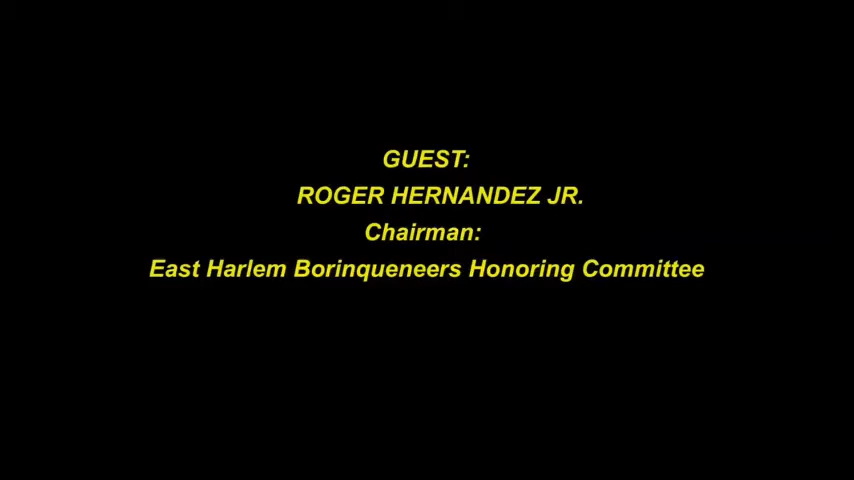 GUEST:
ROGER HERNANDEZ JR.
Chairman:
East Harlem Borinqueneers Honoring Committee